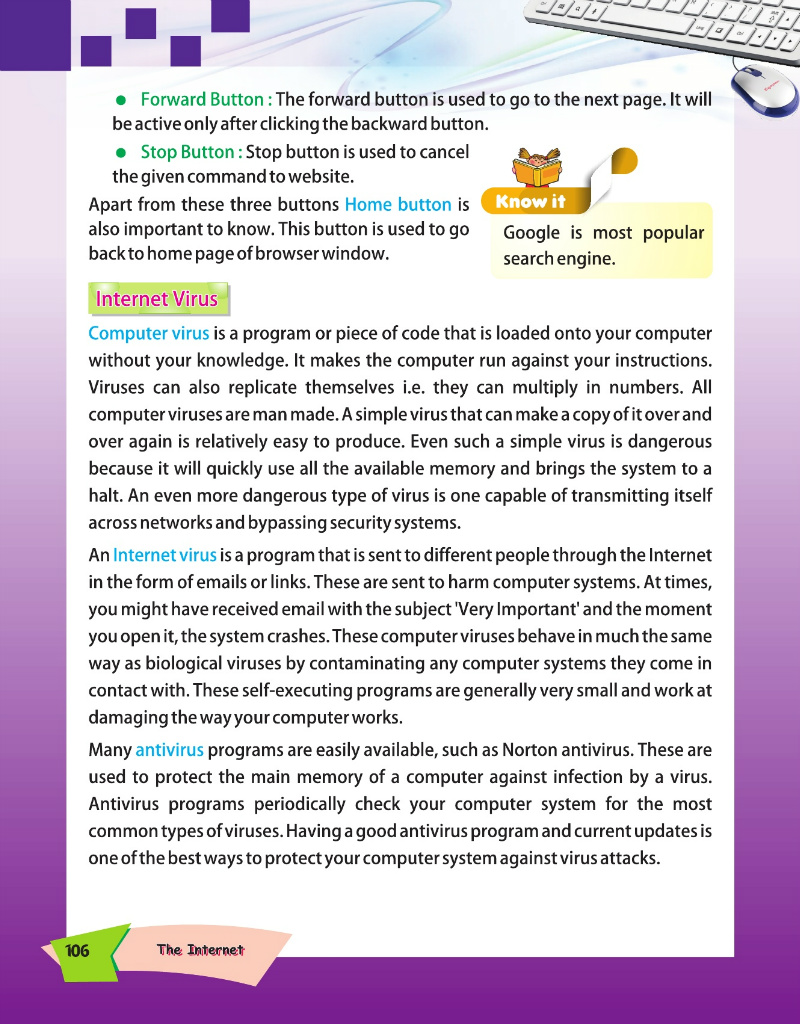 ● Forward Button : The forward button is used to go to the next page. It will
be active only after clicking the backward button.
● Stop Button : Stop button is used to cancel
the given command to website.
Apart from these three buttons Home button is
also important to know. This button is used to go
back to home page of browser window.
Know it
Google is most popular
search engine.
Internet Virus
Computer virus is a program or piece of code that is loaded onto your computer
without your knowledge. It makes the computer run against your instructions.
Viruses can also replicate themselves i.e. they can multiply in numbers. All
computer viruses are man made. A simple virus that can make a copy of it over and
over again is relatively easy to produce. Even such a simple virus is dangerous
because it will quickly use all the available memory and brings the system to a
halt. An even more dangerous type of virus is one capable of transmitting itself
across networks and bypassing security systems.
An Internet virus is a program that is sent to different people through the Internet
in the form of emails or links. These are sent to harm computer systems. At times,
you might have received email with the subject 'Very Important' and the moment
you open it, the system crashes. These computer viruses behave in much the same
way as biological viruses by contaminating any computer systems they come in
contact with. These self-executing programs are generally very small and work at
damaging the way your computer works.
Many antivirus programs are easily available, such as Norton antivirus. These are
used to protect the main memory of a computer against infection by a virus.
Antivirus programs periodically check your computer system for the most
common types of viruses. Having a good antivirus program and current updates is
one of the best ways to protect your computer system against virus attacks.
106
The Internet